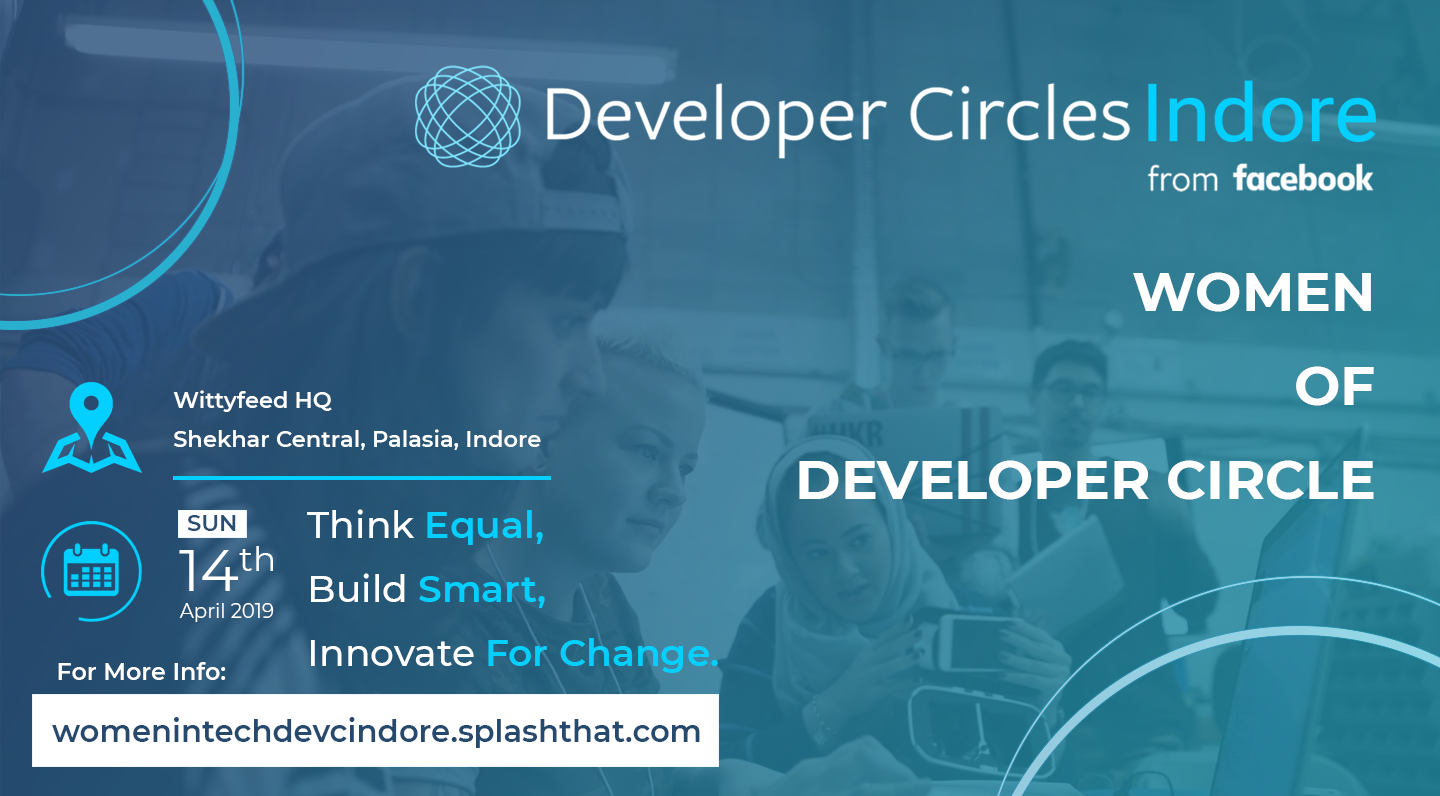 Developer Circles Indore
from facebook
WOMEN
OF
DEVELOPER CIRCLE
Wittyfeed HQ
Shekhar Central, Palasia, Indore
SUN
14th
April 2019
Think Equal,
Build Smart,
Innovate For Change.
For More Info:
womenintechdevcindore.splashthat.com